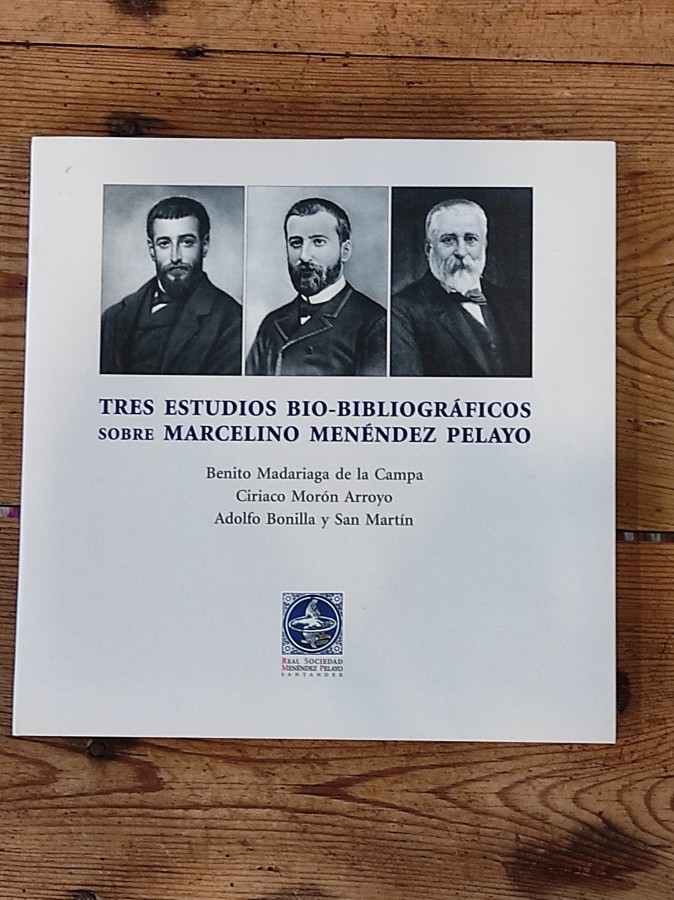 TRES ESTUDIOS BIO-BIBLIOGRÁFICOS
SOBRE MARCELINO MENÉNDEZ PELAYO
Benito Madariaga de la Campa
Ciriaco Morón Arroyo
Adolfo Bonilla y San Martín
REAL SOCIEDAD
MENÉNDEZ PELAYO
SANTANDER